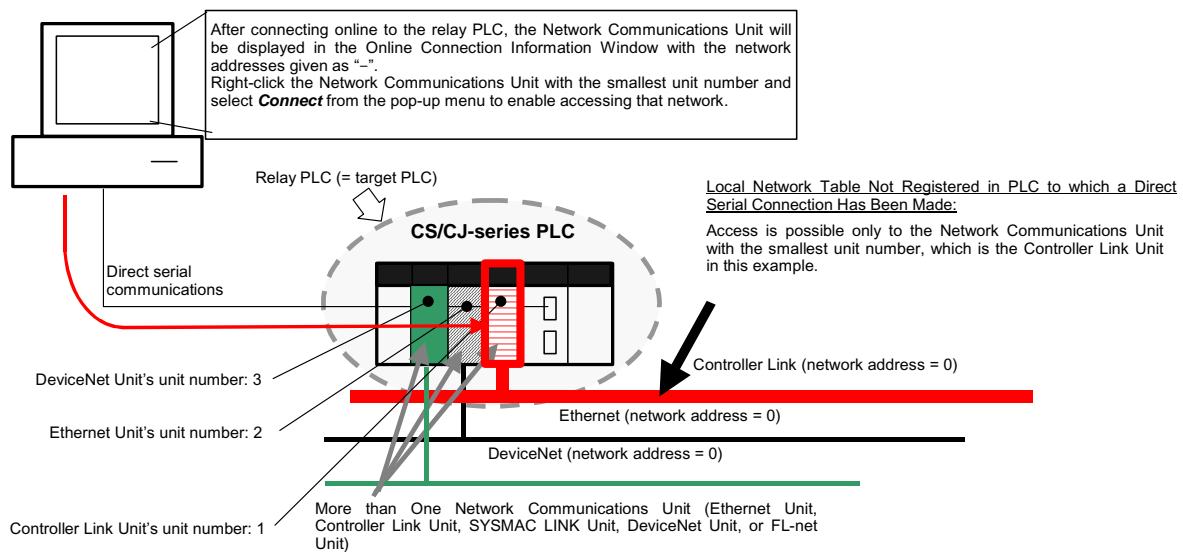 After connecting online to the relay PLC, the Network Communications Unit will
be displayed in the Online Connection Information Window with the network
addresses given as “–”.
Right-click the Network Communications Unit with the smallest unit number and
select Connect from the pop-up menu to enable accessing that network.
Relay PLC (= target PLC)
Local Network Table Not Registered in PLC to which a Direct
Serial Connection Has Been Made:
Access is possible only to the Network Communications Unit
with the smallest unit number, which is the Controller Link Unit
in this example.
CS/CJ-series PLC
Direct serial
communications
Controller Link (network address = 0)
DeviceNet Unit's unit number: 3
Ethernet (network address = 0)
Ethernet Unit's unit number: 2
DeviceNet (network address = 0)
Controller Link Unit's unit number: 1
More than One Network Communications Unit (Ethernet Unit,
Controller Link Unit, SYSMAC LINK Unit, DeviceNet Unit, or FL-net
Unit)